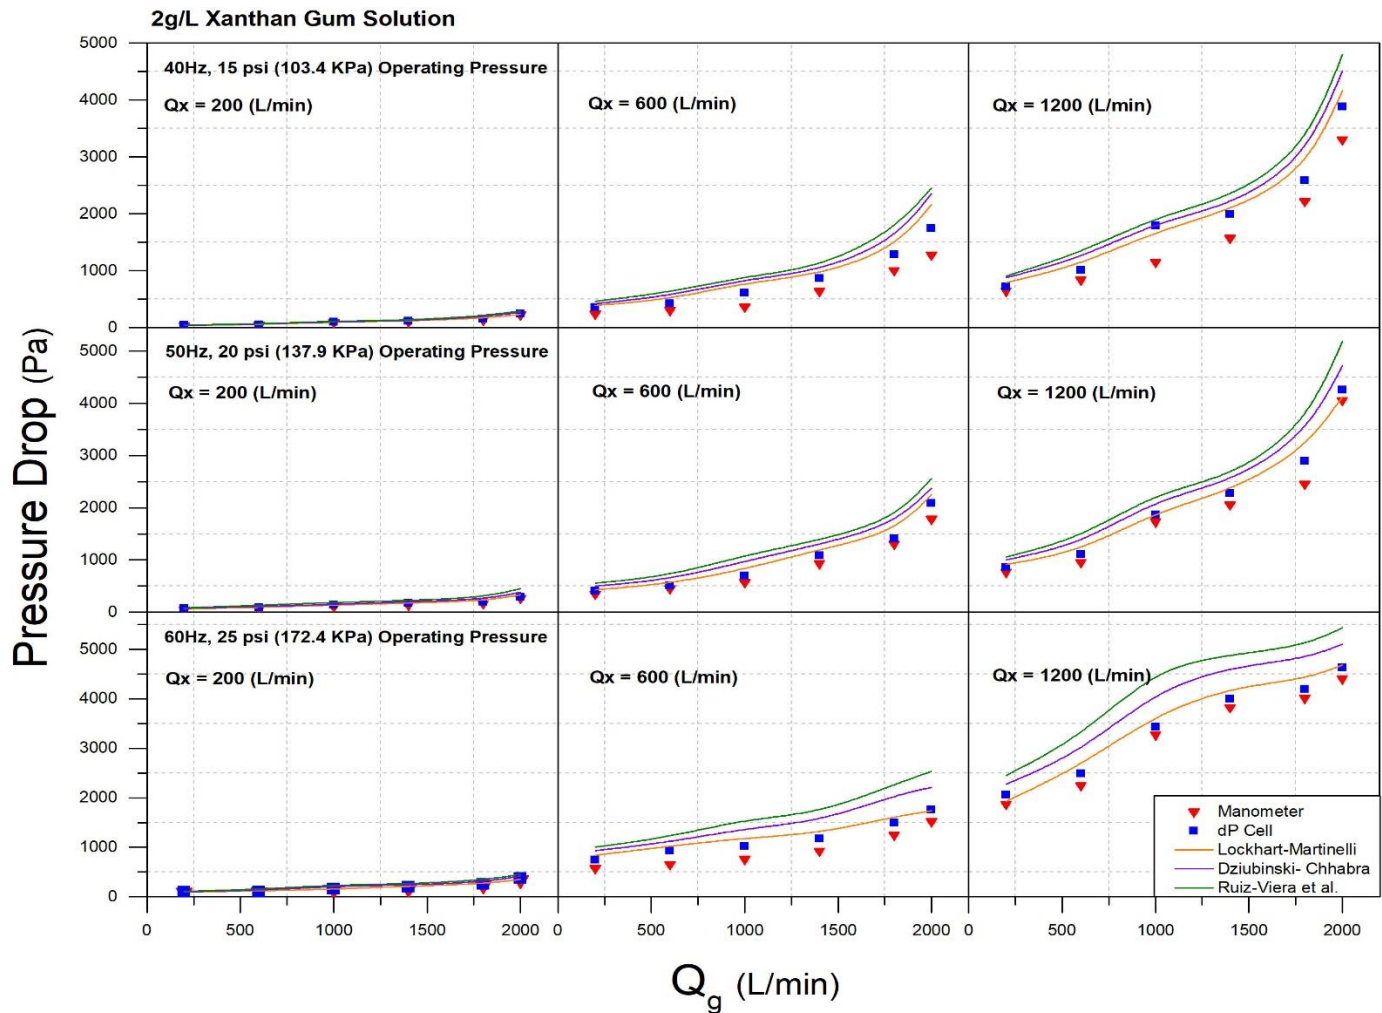 2g/L Xanthan Gum Solution
5000
4000
3000
2000
1000
0
40Hz, 15 psi (103.4 KPa) Operating Pressure
Qx = 200 (L/min)
Qx = 600 (L/min)
Qx = 1200 (L/min)
5000
4000
3000
2000
1000
0
50Hz, 20 psi (137.9 KPa) Operating Pressure
Qx = 200 (L/min)
Qx = 600 (L/min)
Qx = 1200 (L/min)
5000
4000
3000
2000
1000
0
60Hz, 25 psi (172.4 KPa) Operating Pressure
Qx = 200 (L/min)
Qx = 600 (L/min)
Qx = 1200 (L/min)
Manometer
dP Cell
Lockhart-Martinelli
Dziubinski- Chhabra
Ruiz-Viera et al.
0 500 1000 1500 2000 0 500 1000 1500 2000 0 500 1000 1500 2000
Pressure Drop (Pa)
Qg (L/min)